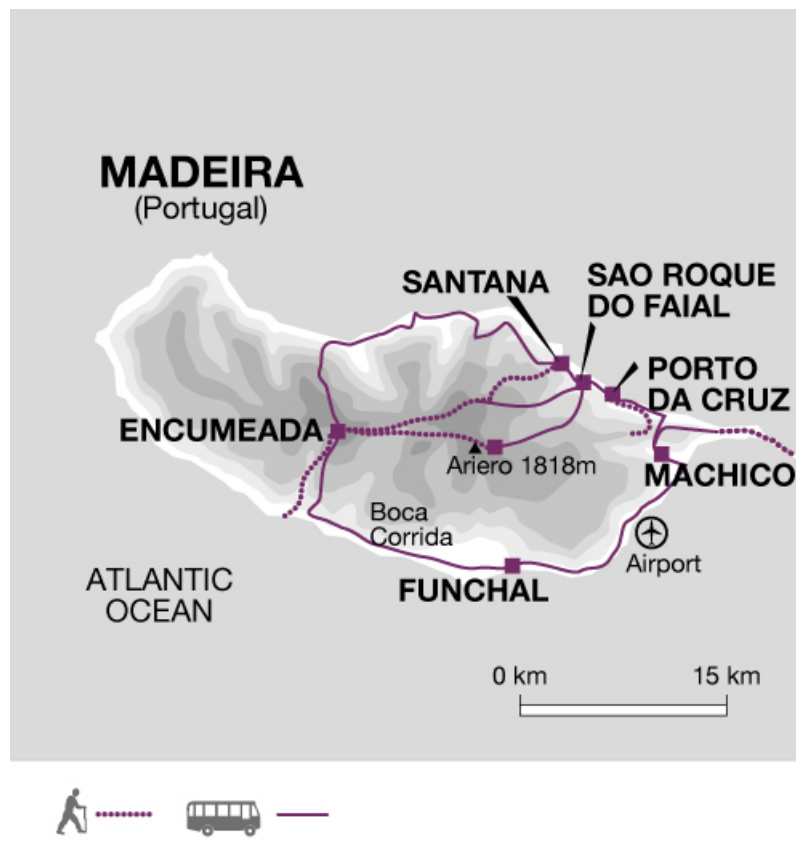 MADEIRA
(Portugal)
SANTANA
SAO ROQUE
DO FAIAL
PORTO
DA CRUZ
ENCUMEADA
Ariero 1818m
MACHICO
Boca
Corrida
Airport
FUNCHAL
ATLANTIC
OCEAN
0 km
15 km